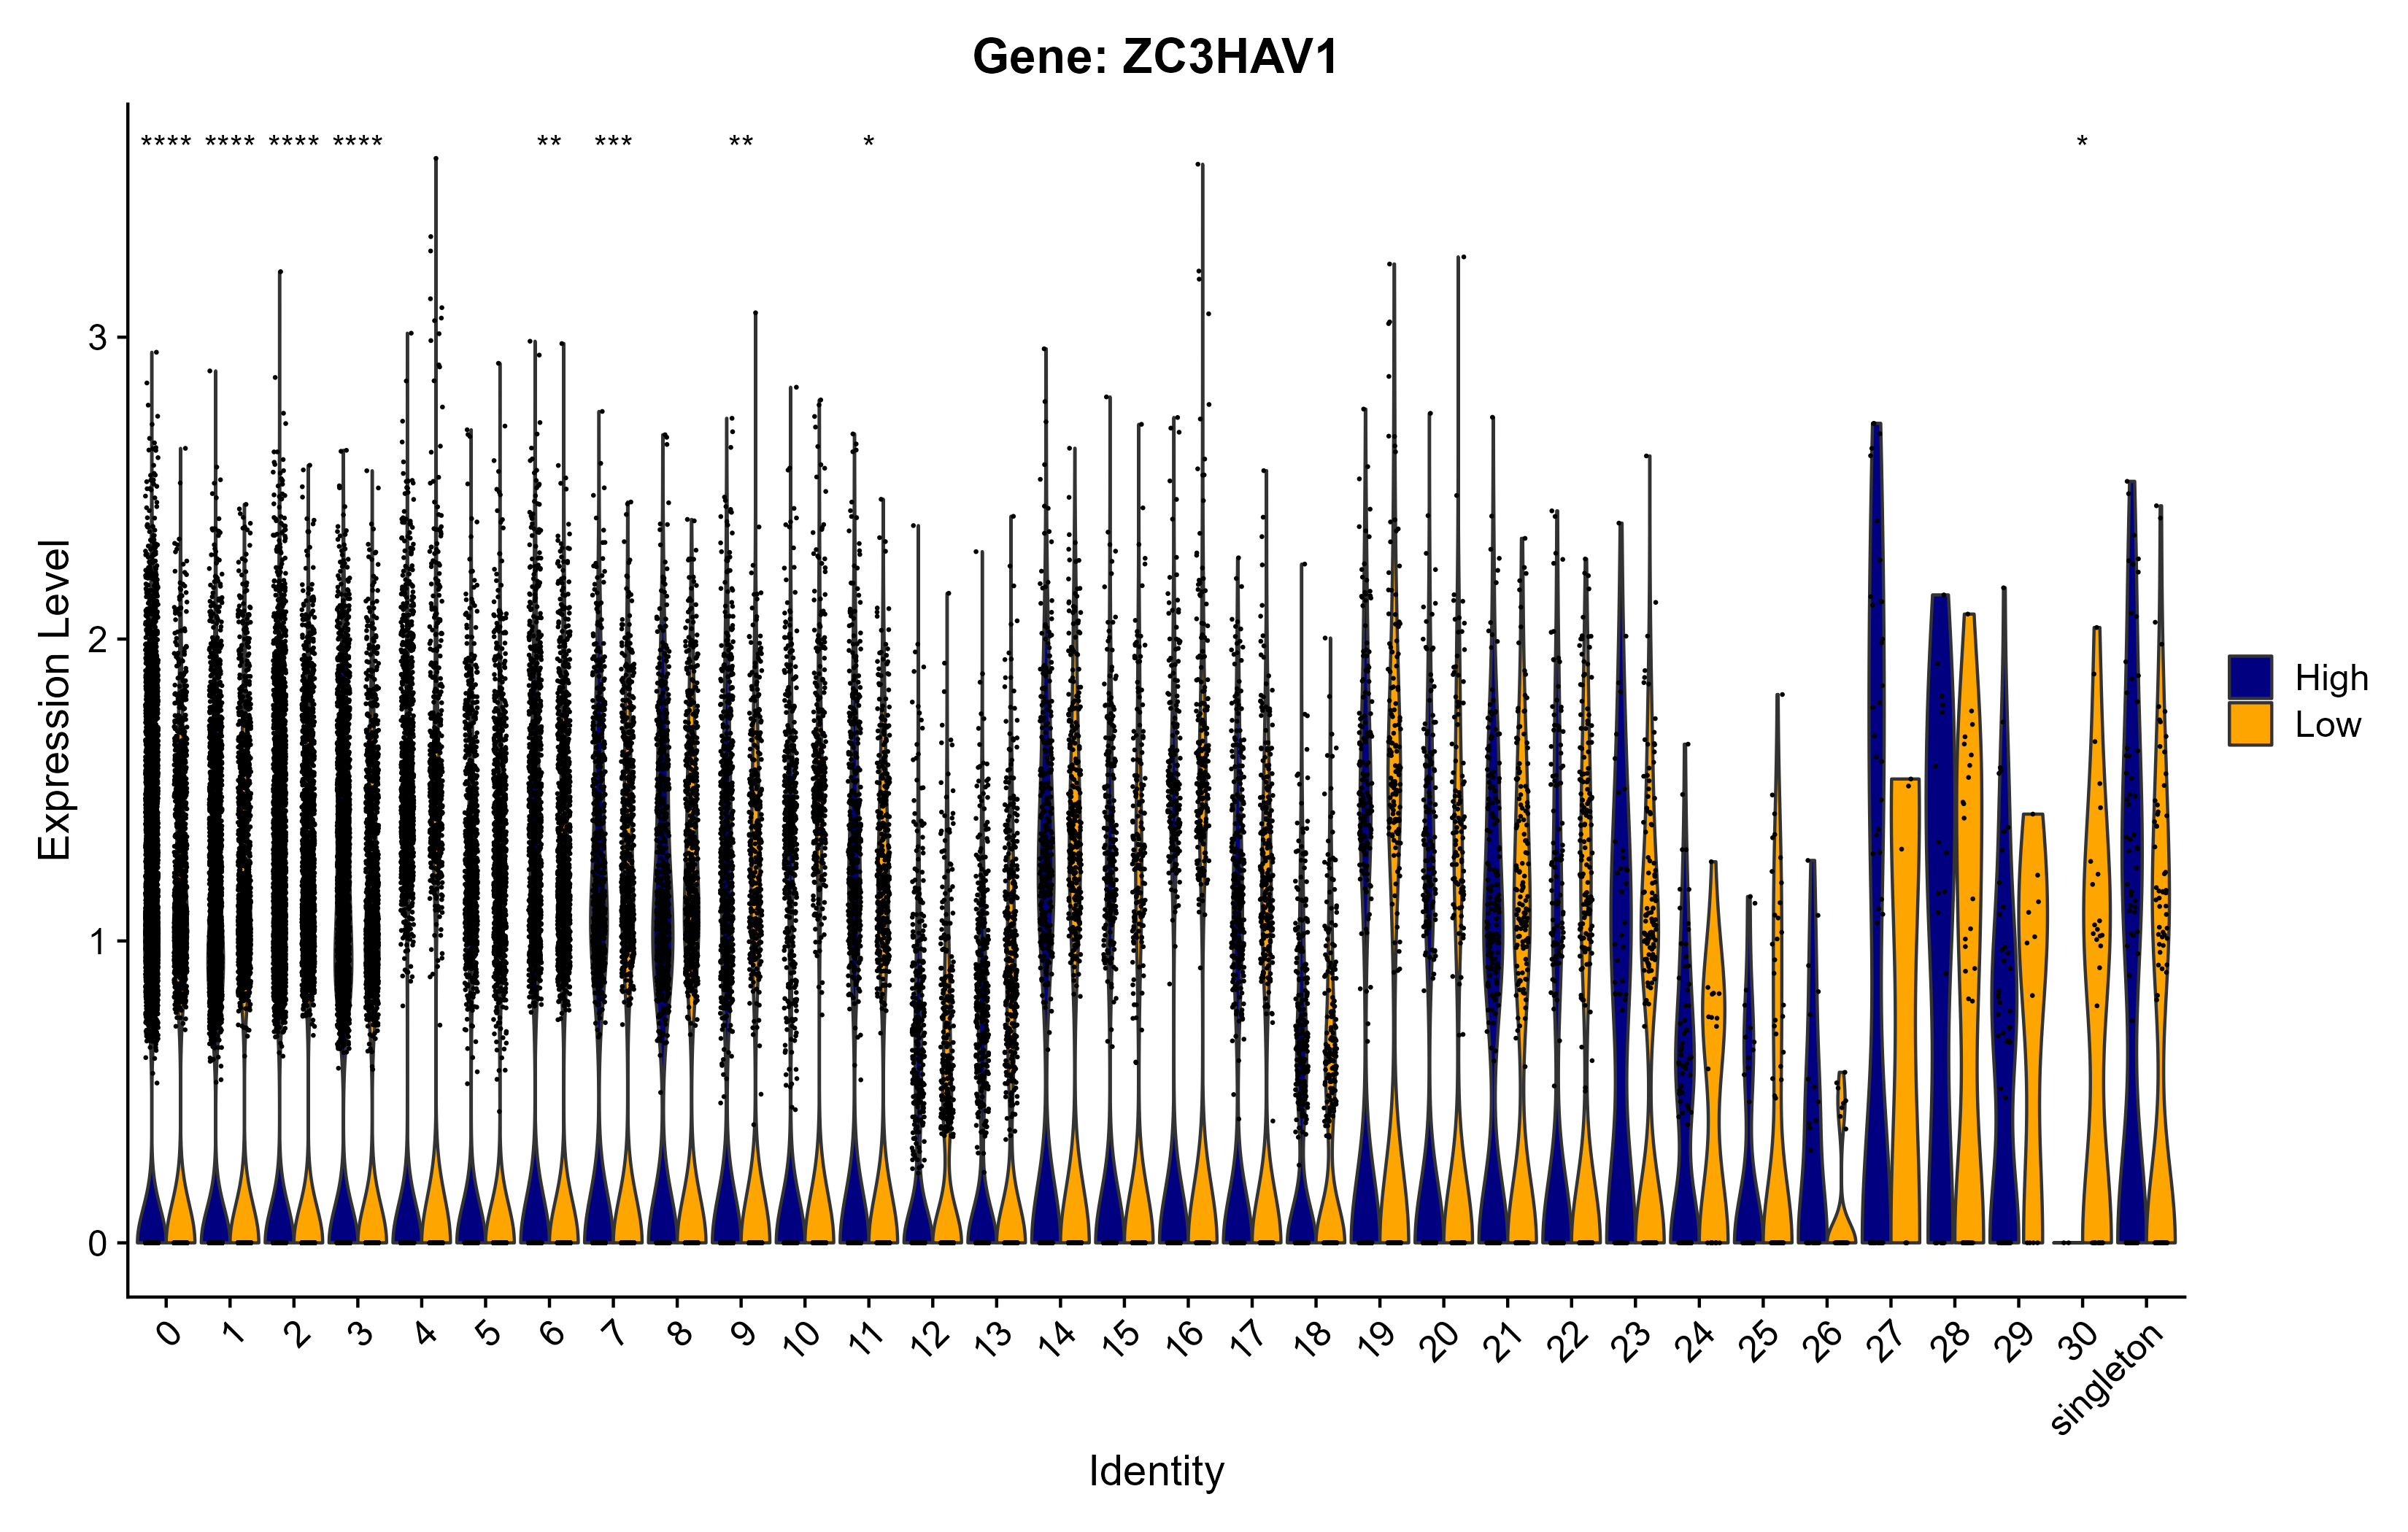 Gene: ZC3HAV1
**** **** **** **** ** *** ** * *
Expression Level
3
2
1
0
High
Low
0 1 2 3 4 5 6 7 8 9 10 11 12 13 14 15 16 17 18 19 20 21 22 23 24 25 26 27 28 29 30 singleton
Identity